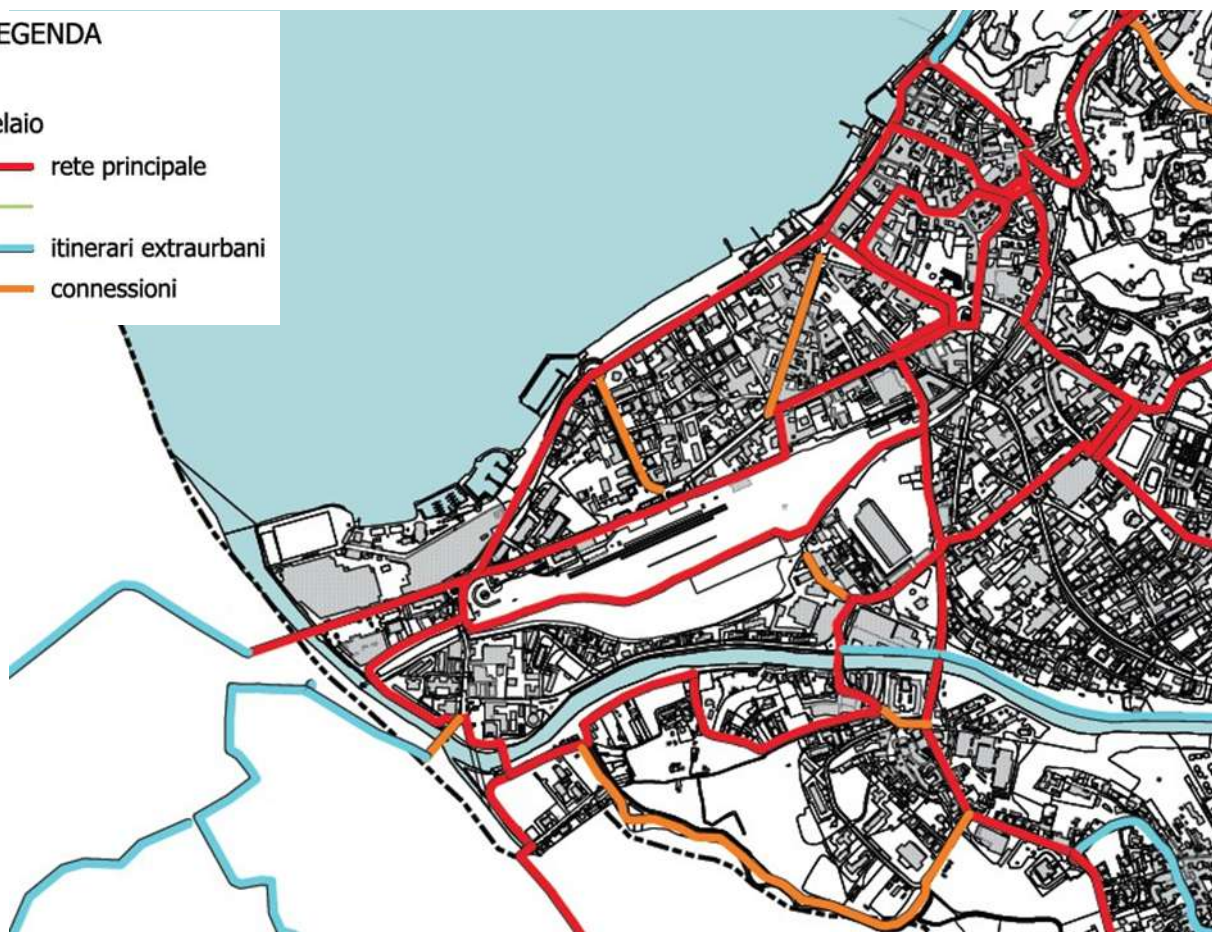 EGENDA
elaio
rete principale
itinerari extraurbani
connessioni